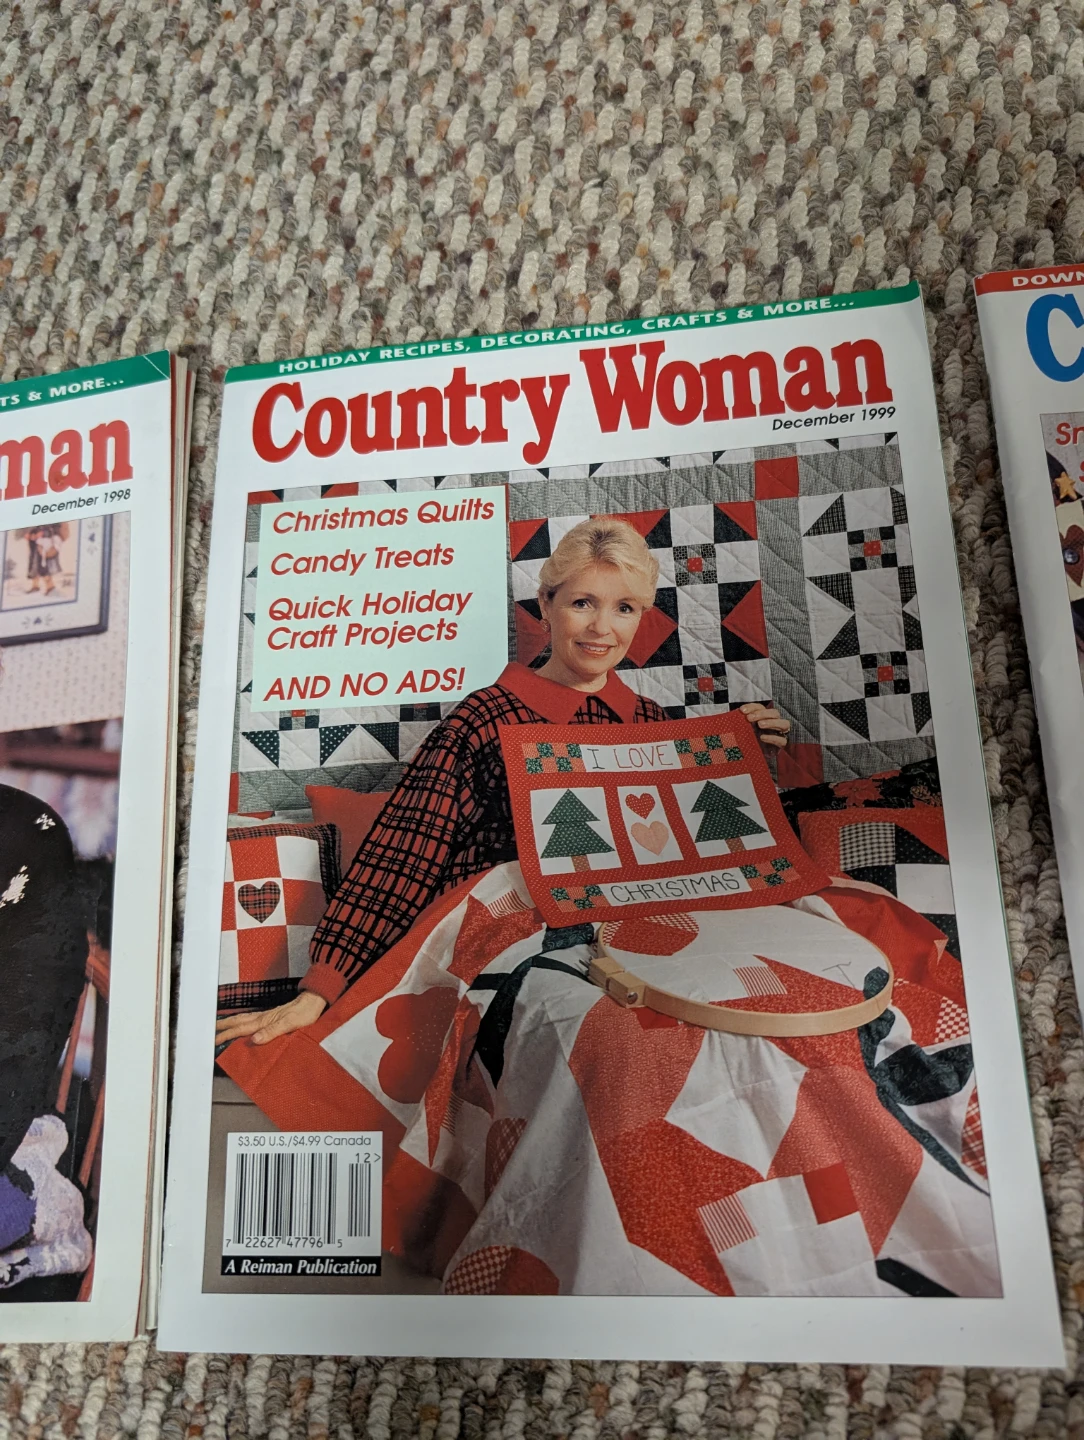 TS & MORE...
man
December 1998
HOLIDAY RECIPES, DECORATING, CRAFTS & MORE...
Country Woman
December 1999
Christmas Quilts
Candy Treats
Quick Holiday
Craft Projects
AND NO ADS!
I LOVE
CHRISTMAS
$3.50 U.S./$4.99 Canada
12>
7 22627 47796 5
A Reiman Publication
DOWN
C
Sn